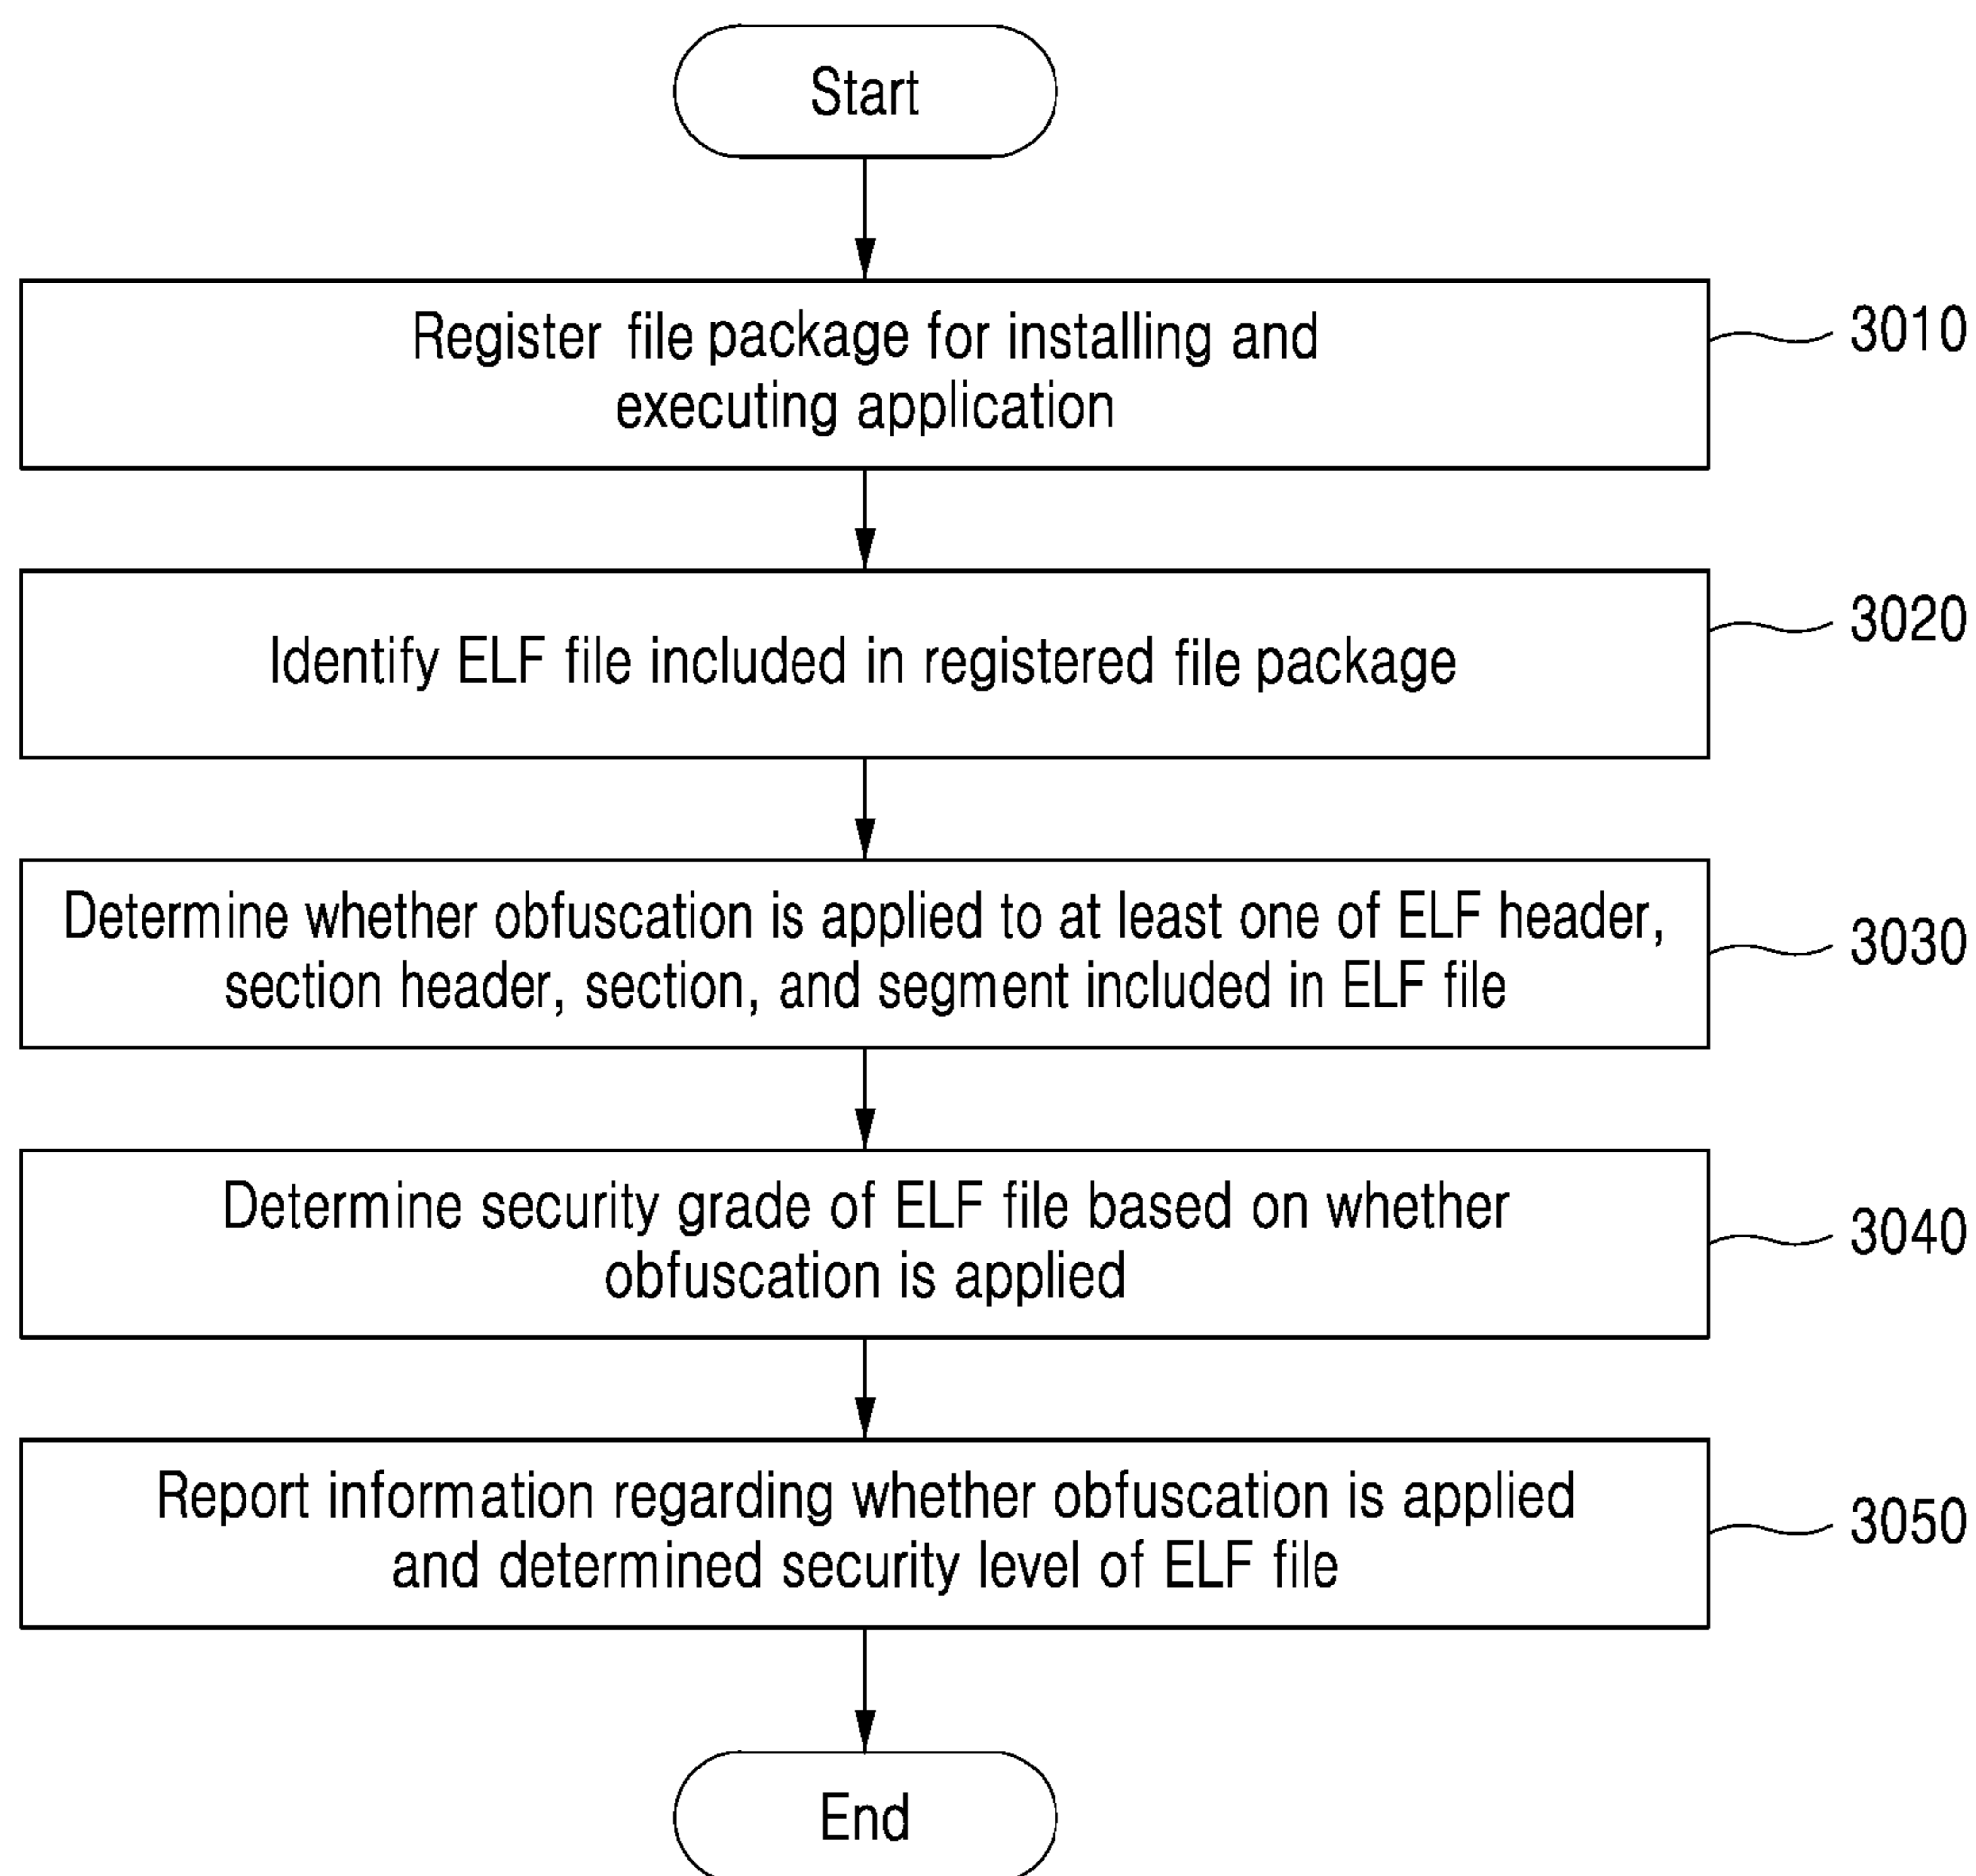 Start
Register file package for installing and
executing application
3010
Identify ELF file included in registered file package
3020
Determine whether obfuscation is applied to at least one of ELF header,
section header, section, and segment included in ELF file
3030
Determine security grade of ELF file based on whether
obfuscation is applied
3040
Report information regarding whether obfuscation is applied
and determined security level of ELF file
3050
End